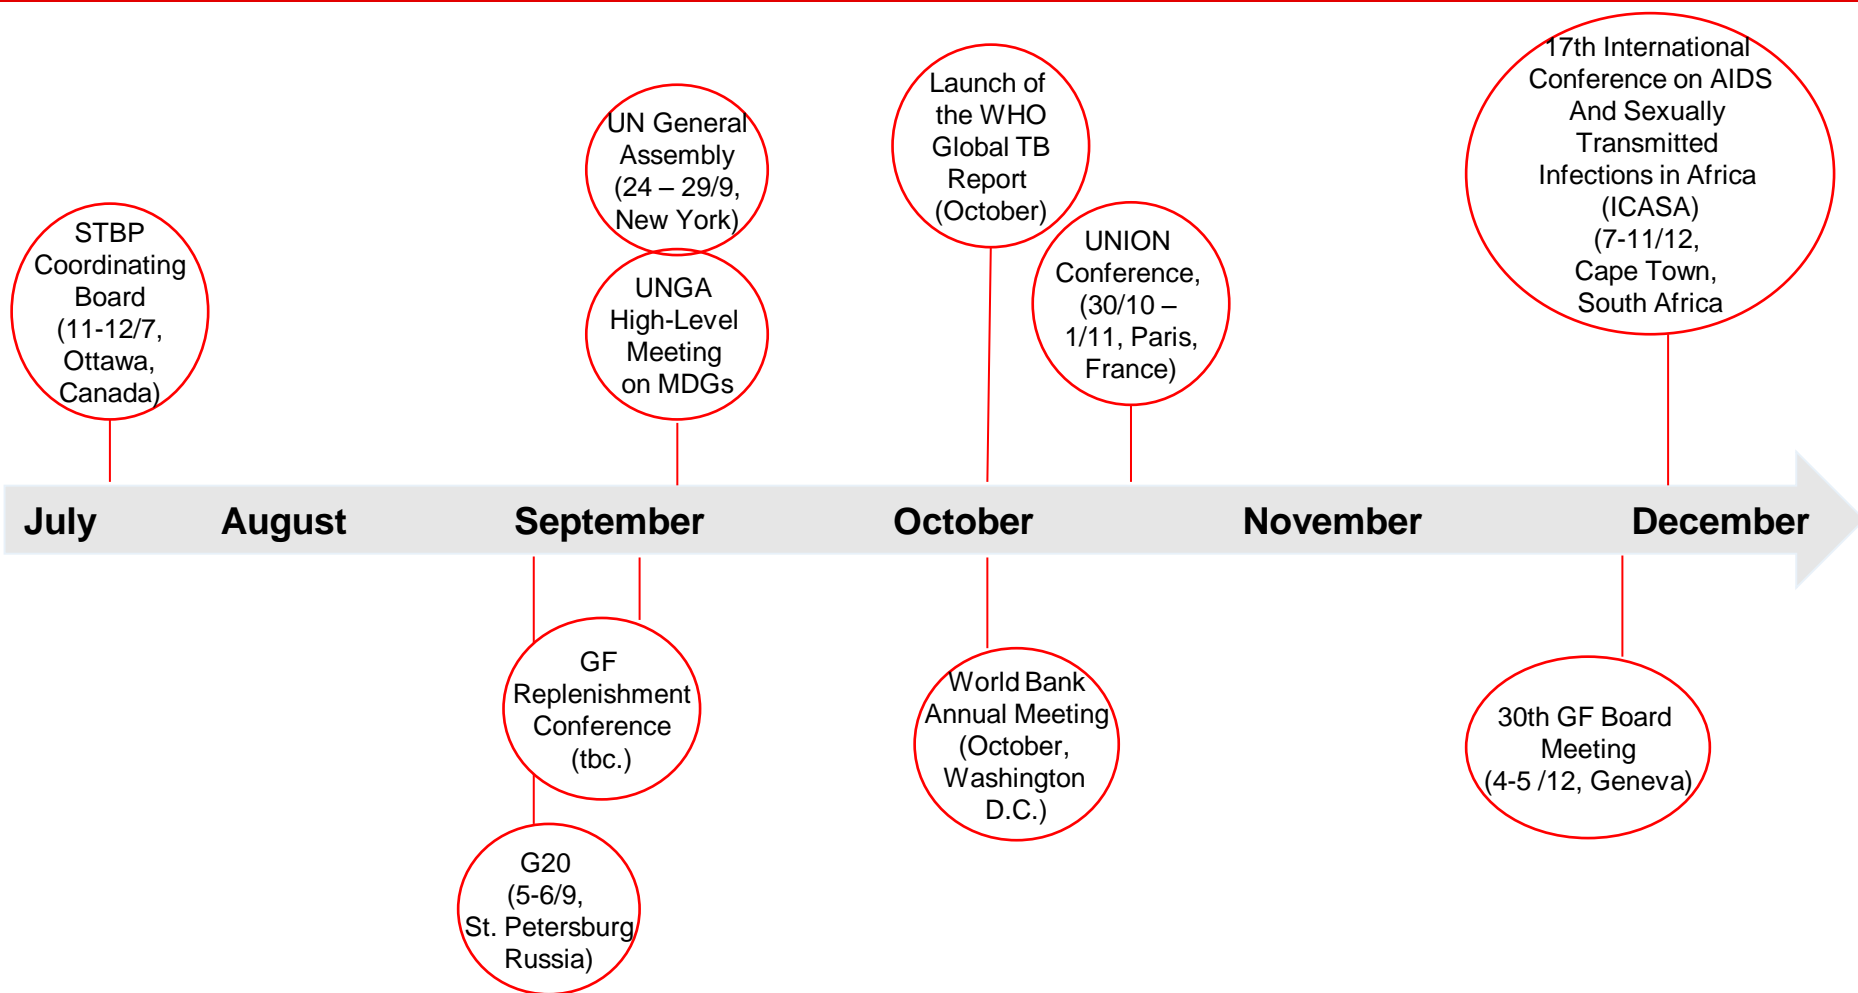 17th International
Conference on AIDS
And Sexually
Transmitted
Infections in Africa
(ICASA)
(7-11/12,
Cape Town,
South Africa
Launch of
the WHO
Global TB
Report
(October)
UN General
Assembly
(24 – 29/9,
New York)
STBP
Coordinating
Board
(11-12/7,
Ottawa,
Canada)
UNGA
High-Level
Meeting
on MDGs
UNION
Conference,
(30/10 –
1/11, Paris,
France)
July August September October November December
GF
Replenishment
Conference
(tbc.)
World Bank
Annual Meeting
(October,
Washington
D.C.)
30th GF Board
Meeting
(4-5 /12, Geneva)
G20
(5-6/9,
St. Petersburg
Russia)